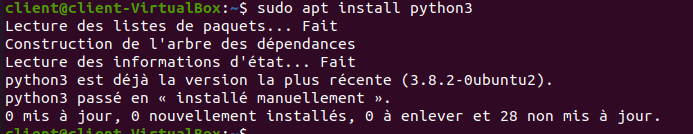 client@client-VirtualBox:~$ sudo apt install python3
Lecture des listes de paquets... Fait
Construction de l'arbre des dépendances
Lecture des informations d'état... Fait
python3 est déjà la version la plus récente (3.8.2-0ubuntu2).
python3 passé en « installé manuellement ».
0 mis à jour, 0 nouvellement installés, 0 à enlever et 28 non mis à jour.
client@client-VirtualBox:~$